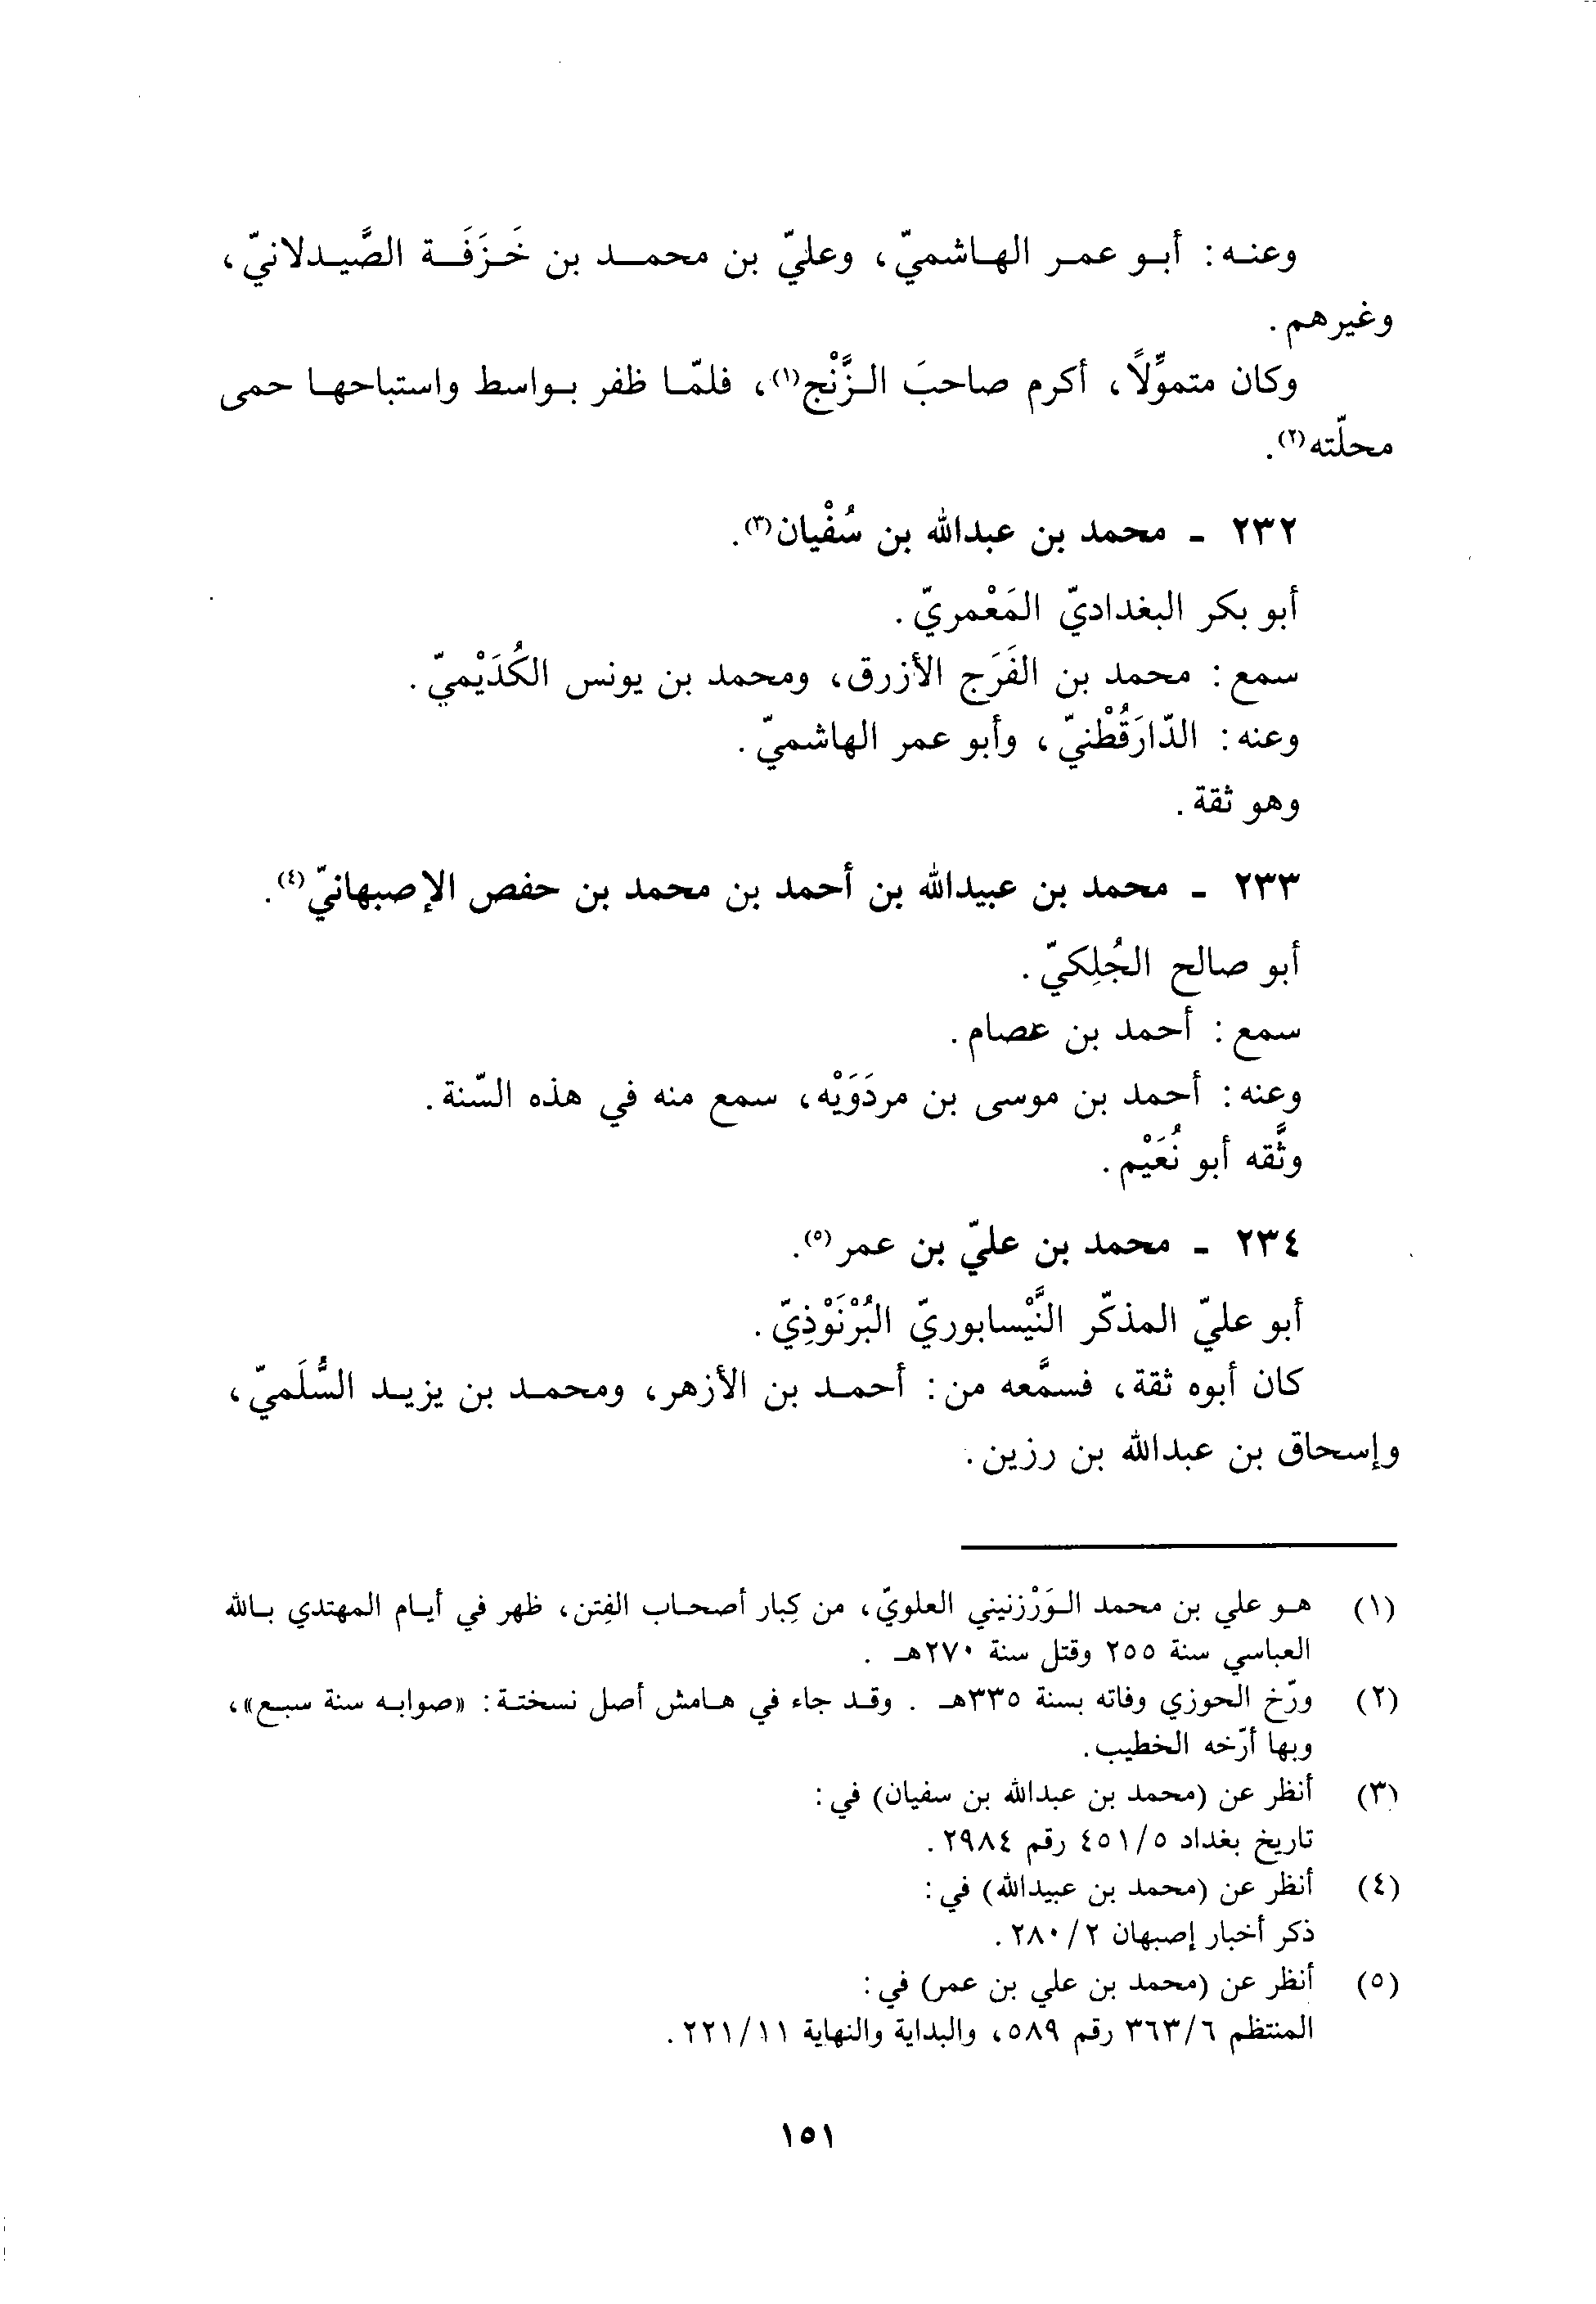 وعنه: أبو عمر الهاشميّ، وعليّ بن محمد بن خَزَفَة الصَّيدلانيّ،
وغيرهم.
وكان متموِّلاً، أكرم صاحبَ الزَّنْج(١)، فلمّا ظفر بواسط واستباحها حمى
محلّته(٢).
٢٣٢ - محمد بن عبدالله بن سُفْيان(٣).
أبو بكر البغداديّ المَعْمريّ.
سمع: محمد بن الفَرَج الأزرق، ومحمد بن يونس الكُدَيْميّ.
وعنه: الدّارَقُطْنيّ، وأبو عمر الهاشميّ.
وهو ثقة.
٢٣٣ - محمد بن عبيدالله بن أحمد بن محمد بن حفص الإصبهانيّ(٤).
أبو صالح الجُلِكيّ.
سمع: أحمد بن عصام.
وعنه: أحمد بن موسى بن مردَوَيْه، سمع منه في هذه السّنة.
وثَّقه أبو نُعَيْم.
٢٣٤ - محمد بن عليّ بن عمر(٥).
أبو عليّ المذكّر النَّيْسابوريّ البُرْنَوْذِيّ.
كان أبوه ثقة، فسمَّعه من: أحمد بن الأزهر، ومحمد بن يزيد السُّلَميّ،
وإسحاق بن عبدالله بن رزين.
(١) هو علي بن محمد الوَرْزنيني العلويّ، من كِبار أصحاب الفِتن، ظهر في أيام المهتدي بالله
العباسي سنة ٢٥٥ وقتل سنة ٢٧٠هـ.
(٢) ورّخ الحوزي وفاته بسنة ٣٣٥هـ. وقد جاء في هامش أصل نسختة: «صوابه سنة سبع»،
وبها أرّخه الخطيب.
(٣) أنظر عن (محمد بن عبدالله بن سفيان) في:
تاريخ بغداد ٤٥١/٥ رقم ٢٩٨٤.
(٤) أنظر عن (محمد بن عبيدالله) في:
ذكر أخبار إصبهان ٢٨٠/٢.
(٥) أنظر عن (محمد بن علي بن عمر) في:
المنتظم ٣٦٣/٦ رقم ٥٨٩، والبداية والنهاية ٢٢١/١١.
١٥١